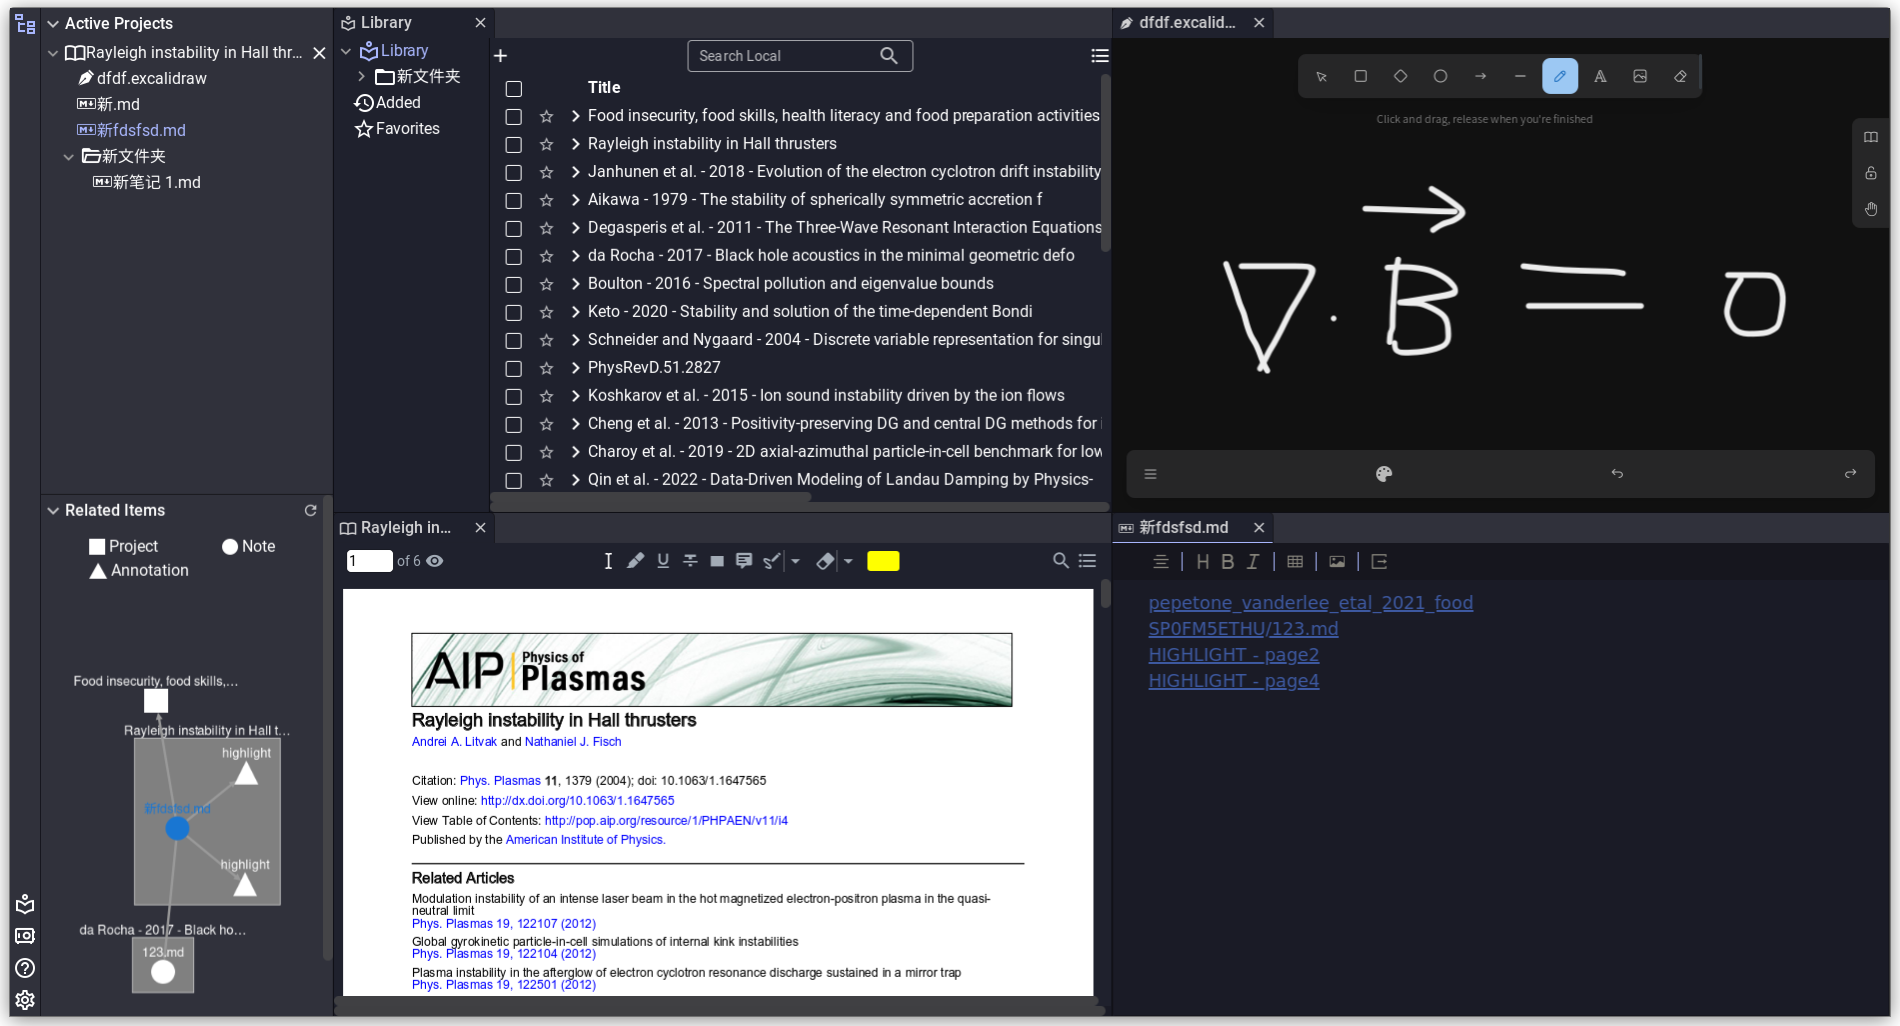 Active Projects
Rayleigh instability in Hall thr...
dfdf.excalidraw
新.md
新fdsfsd.md
新文件夹
新笔记 1.md
Related Items
Project
Note
Annotation
Food insecurity, food skills,...
Rayleigh instability in Hall t...
highlight
新fdsfsd.md
highlight
da Rocha - 2017 - Black ho...
123.md
Library
Library
新文件夹
Added
Favorites
Search Local
Title
Food insecurity, food skills, health literacy and food preparation activities
Rayleigh instability in Hall thrusters
Janhunen et al. - 2018 - Evolution of the electron cyclotron drift instability
Aikawa - 1979 - The stability of spherically symmetric accretion f
Degasperis et al. - 2011 - The Three-Wave Resonant Interaction Equations
da Rocha - 2017 - Black hole acoustics in the minimal geometric defo
Boulton - 2016 - Spectral pollution and eigenvalue bounds
Keto - 2020 - Stability and solution of the time-dependent Bondi
Schneider and Nygaard - 2004 - Discrete variable representation for singul
PhysRevD.51.2827
Koshkarov et al. - 2015 - Ion sound instability driven by the ion flows
Cheng et al. - 2013 - Positivity-preserving DG and central DG methods for i
Charoy et al. - 2019 - 2D axial-azimuthal particle-in-cell benchmark for low
Qin et al. - 2022 - Data-Driven Modeling of Landau Damping by Physics-
dfdf.excalid...
Click and drag, release when you're finished
∇ · B⃗ = 0
Rayleigh in...
1 of 6
AIP Physics of Plasmas
Rayleigh instability in Hall thrusters
Andrei A. Litvak and Nathaniel J. Fisch
Citation: Phys. Plasmas 11, 1379 (2004); doi: 10.1063/1.1647565
View online: http://dx.doi.org/10.1063/1.1647565
View Table of Contents: http://pop.aip.org/resource/1/PHPAEN/v11/i4
Published by the American Institute of Physics.
Related Articles
Modulation instability of an intense laser beam in the hot magnetized electron-positron plasma in the quasi-
neutral limit
Phys. Plasmas 19, 122107 (2012)
Global gyrokinetic particle-in-cell simulations of internal kink instabilities
Phys. Plasmas 19, 122104 (2012)
Plasma instability in the afterglow of electron cyclotron resonance discharge sustained in a mirror trap
Phys. Plasmas 19, 122501 (2012)
新fdsfsd.md
H B I
pepetone_vanderlee_etal_2021_food
SP0FM5ETHU/123.md
HIGHLIGHT - page2
HIGHLIGHT - page4